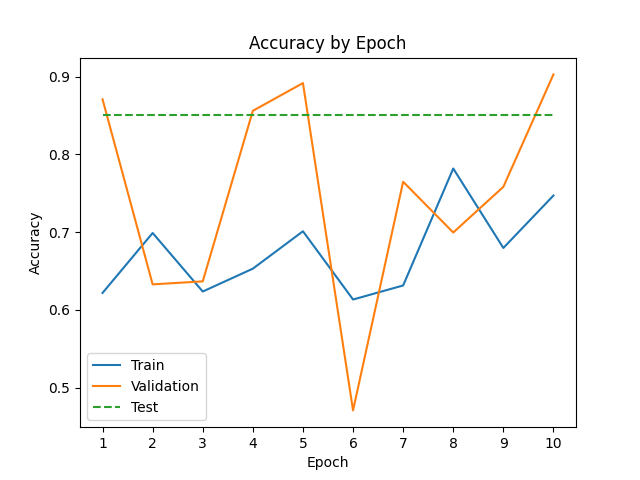 Accuracy by Epoch
Accuracy
0.9
0.8
0.7
0.6
0.5
Train
Validation
Test
1 2 3 4 5 6 7 8 9 10
Epoch